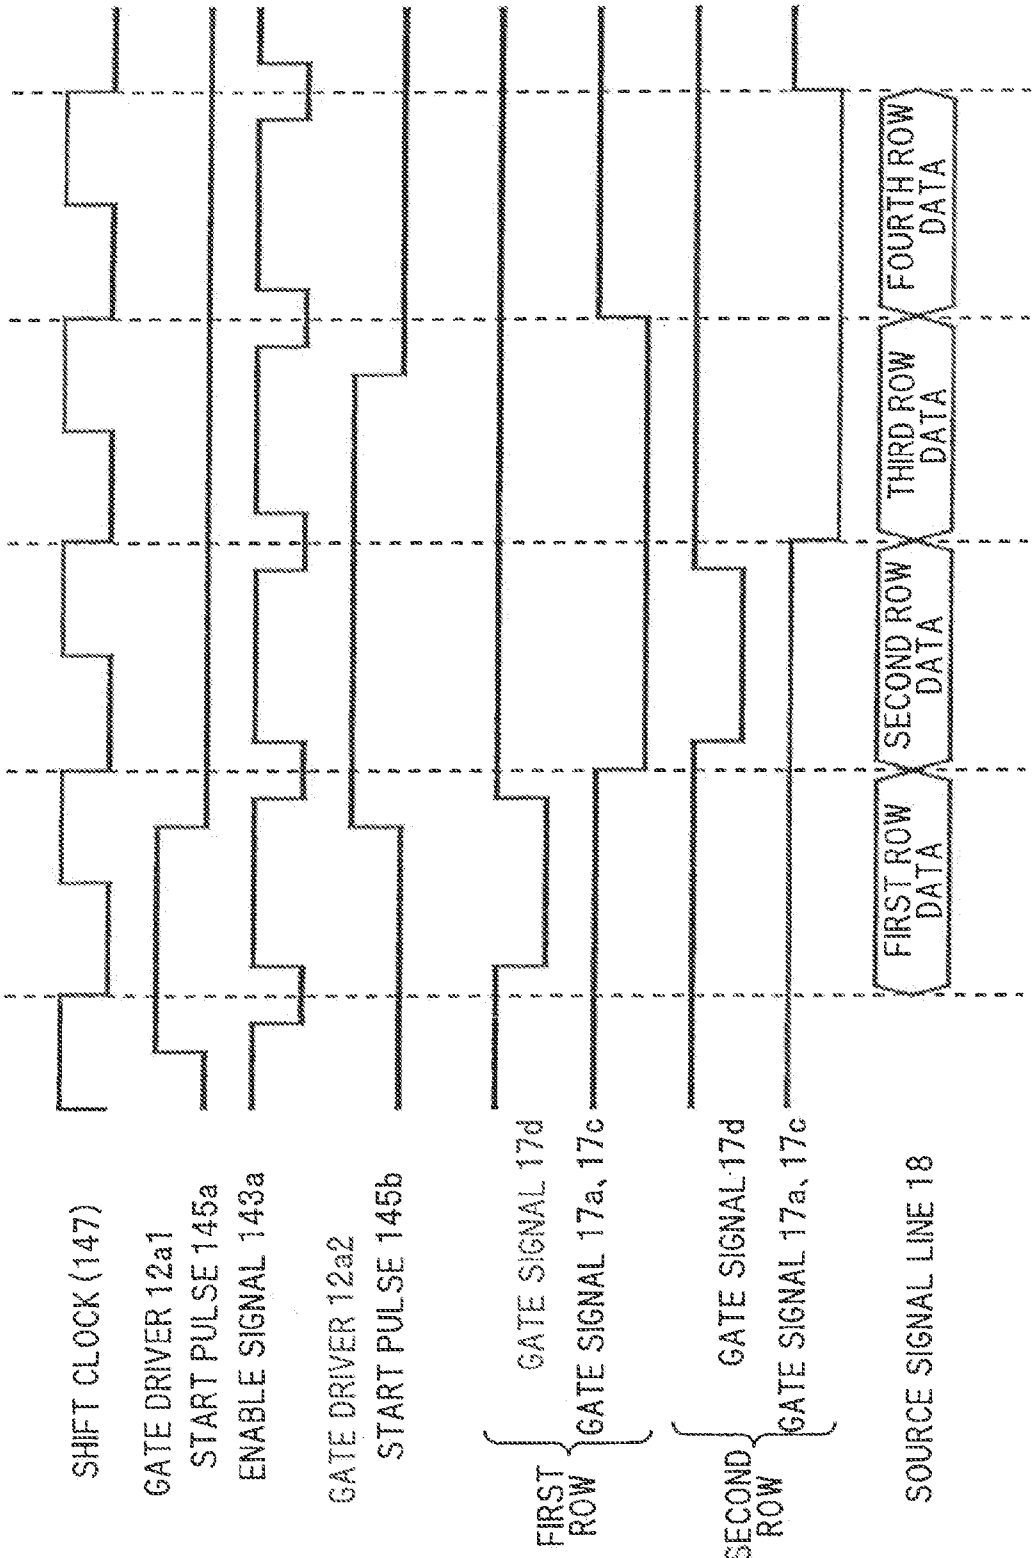 SHIFT CLOCK (147)
GATE DRIVER 12a1
START PULSE 145a
ENABLE SIGNAL 143a
GATE DRIVER 12a2
START PULSE 145b
FIRST
ROW
GATE SIGNAL 17d
GATE SIGNAL 17a, 17c
SECOND
ROW
GATE SIGNAL 17d
GATE SIGNAL 17a, 17c
SOURCE SIGNAL LINE 18
FIRST ROW
DATA
SECOND ROW
DATA
THIRD ROW
DATA
FOURTH ROW
DATA